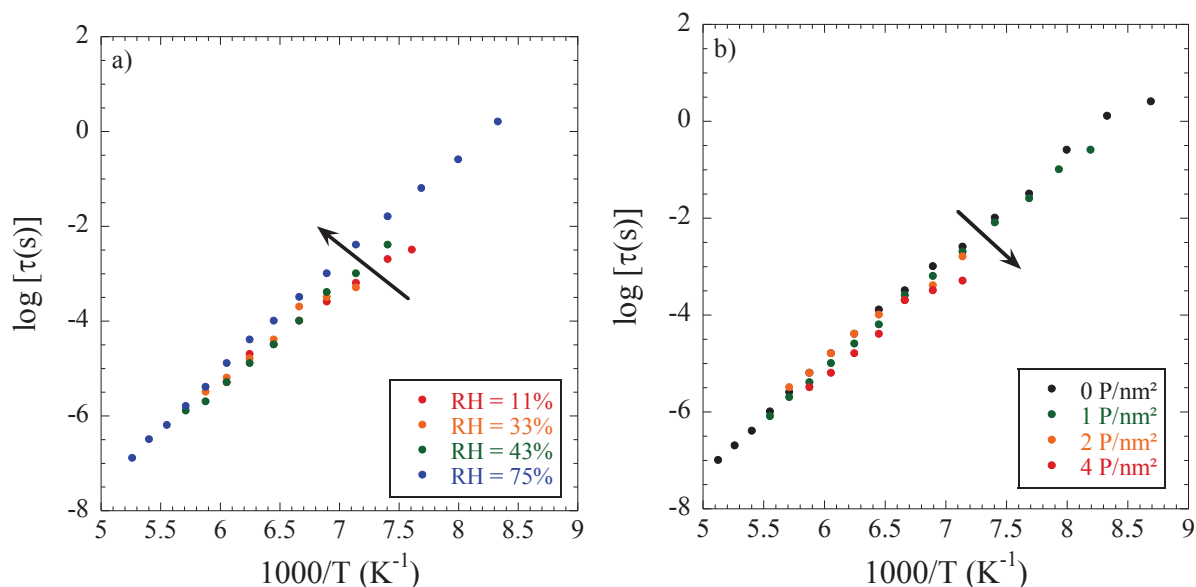 a)
log [τ(s)]
2
0
-2
-4
-6
-8
5
5.5
6
6.5
7
7.5
8
8.5
9
1000/T (K⁻¹)
RH = 11%
RH = 33%
RH = 43%
RH = 75%
b)
log [τ(s)]
2
0
-2
-4
-6
-8
5
5.5
6
6.5
7
7.5
8
8.5
9
1000/T (K⁻¹)
0 P/nm²
1 P/nm²
2 P/nm²
4 P/nm²